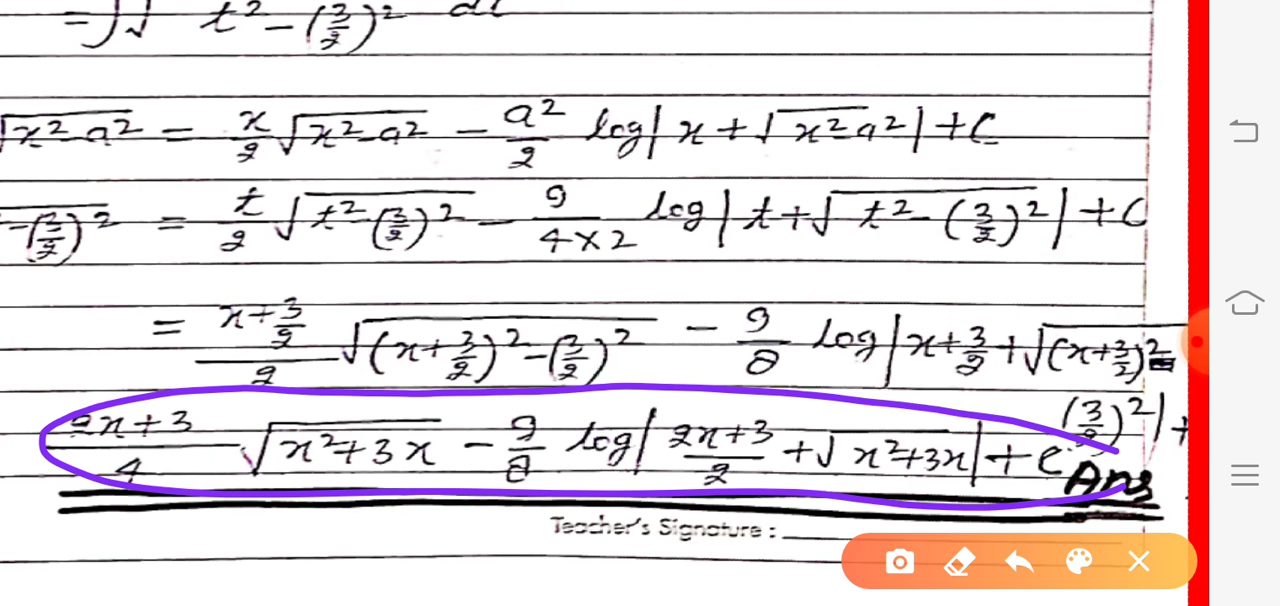 = ∫√ t² - (3/2)² dt
√x²-a² = x/2 √x²-a² - a²/2 log|x+√x²a²|+C
-(3/2)² = t/2 √t²-(3/2)² - 9/4×2 log|t+√t²-(3/2)²|+C
= x+3/2/2 √(x+3/2)²-(3/2)² - 9/8 log|x+3/2+√(x+3/2)²-
(3/2)²|+
2x+3/4 √x²+3x - 9/8 log|2x+3/2+√x²+3x|+C Ans
Teacher's Signature :